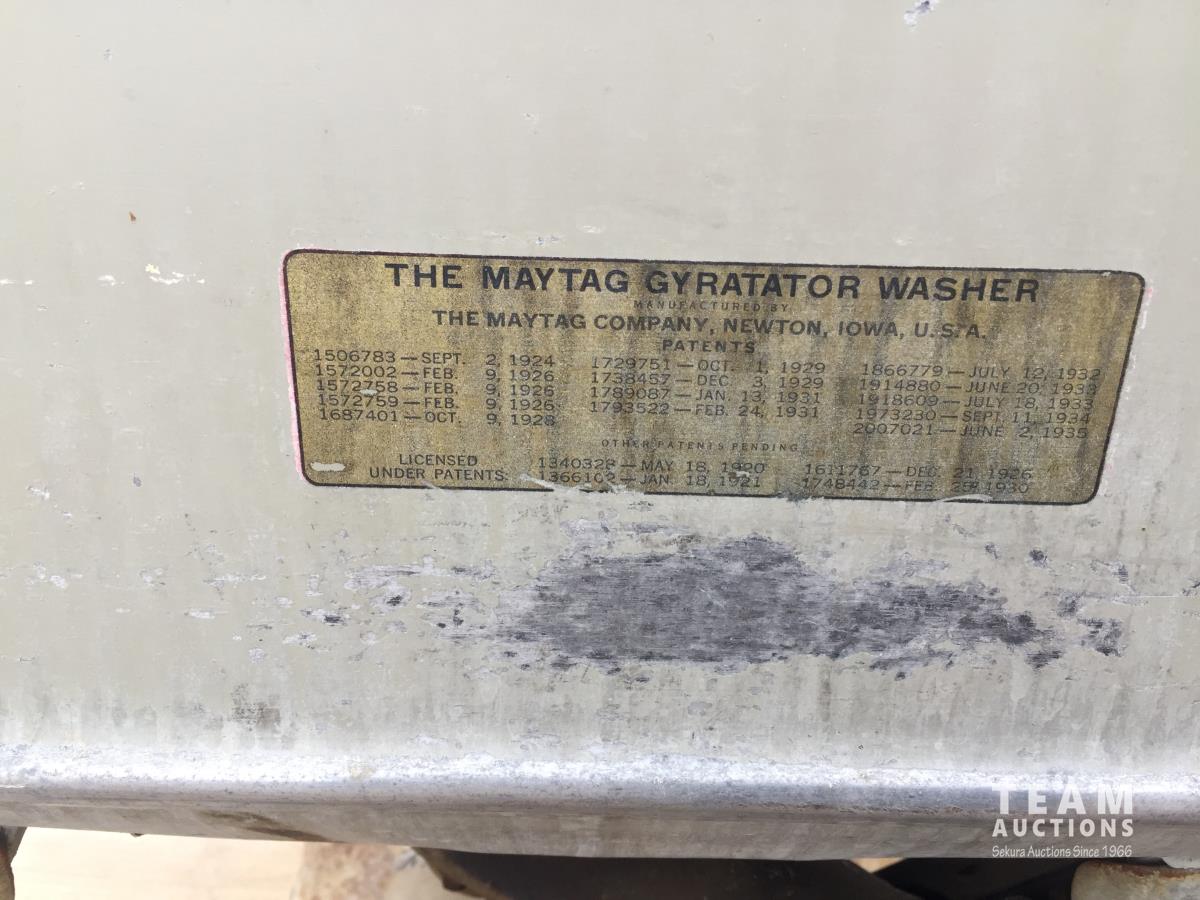 THE MAYTAG GYRATATOR WASHER
MANUFACTURED BY
THE MAYTAG COMPANY, NEWTON, IOWA, U.S.A.
PATENTS
1506783—SEPT. 2, 1924 1729751—OCT. 1, 1929 1866779—JULY 12, 1932
1572002—FEB. 9, 1926 1738457—DEC. 3, 1929 1914880—JUNE 20, 1933
1572758—FEB. 9, 1926 1789087—JAN. 13, 1931 1918609—JULY 18, 1933
1572759—FEB. 9, 1926 1793522—FEB. 24, 1931 1973230—SEPT. 11, 1934
1687401—OCT. 9, 1928 2007021—JUNE 2, 1935
OTHER PATENTS PENDING
LICENSED 1340328—MAY 18, 1920 1611767—DEC. 21, 1926
UNDER PATENTS: 1366102—JAN. 18, 1921 1748442—FEB. 25, 1930
TEAM
AUCTIONS
Sekura Auctions Since 1966